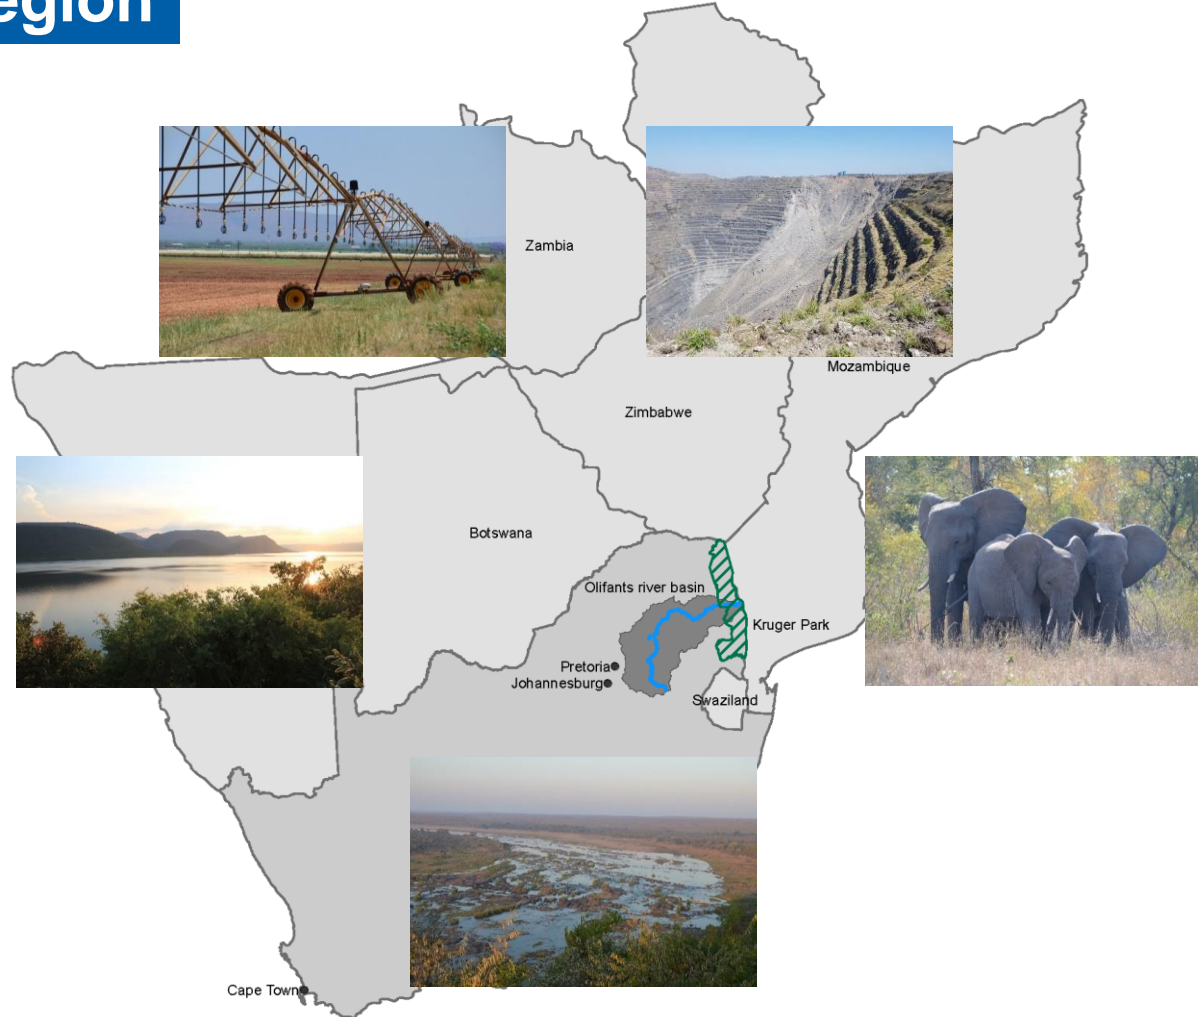 egion
Zambia
Mozambique
Zimbabwe
Botswana
Olifants river basin
Kruger Park
Pretoria
Johannesburg
Swaziland
Cape Town